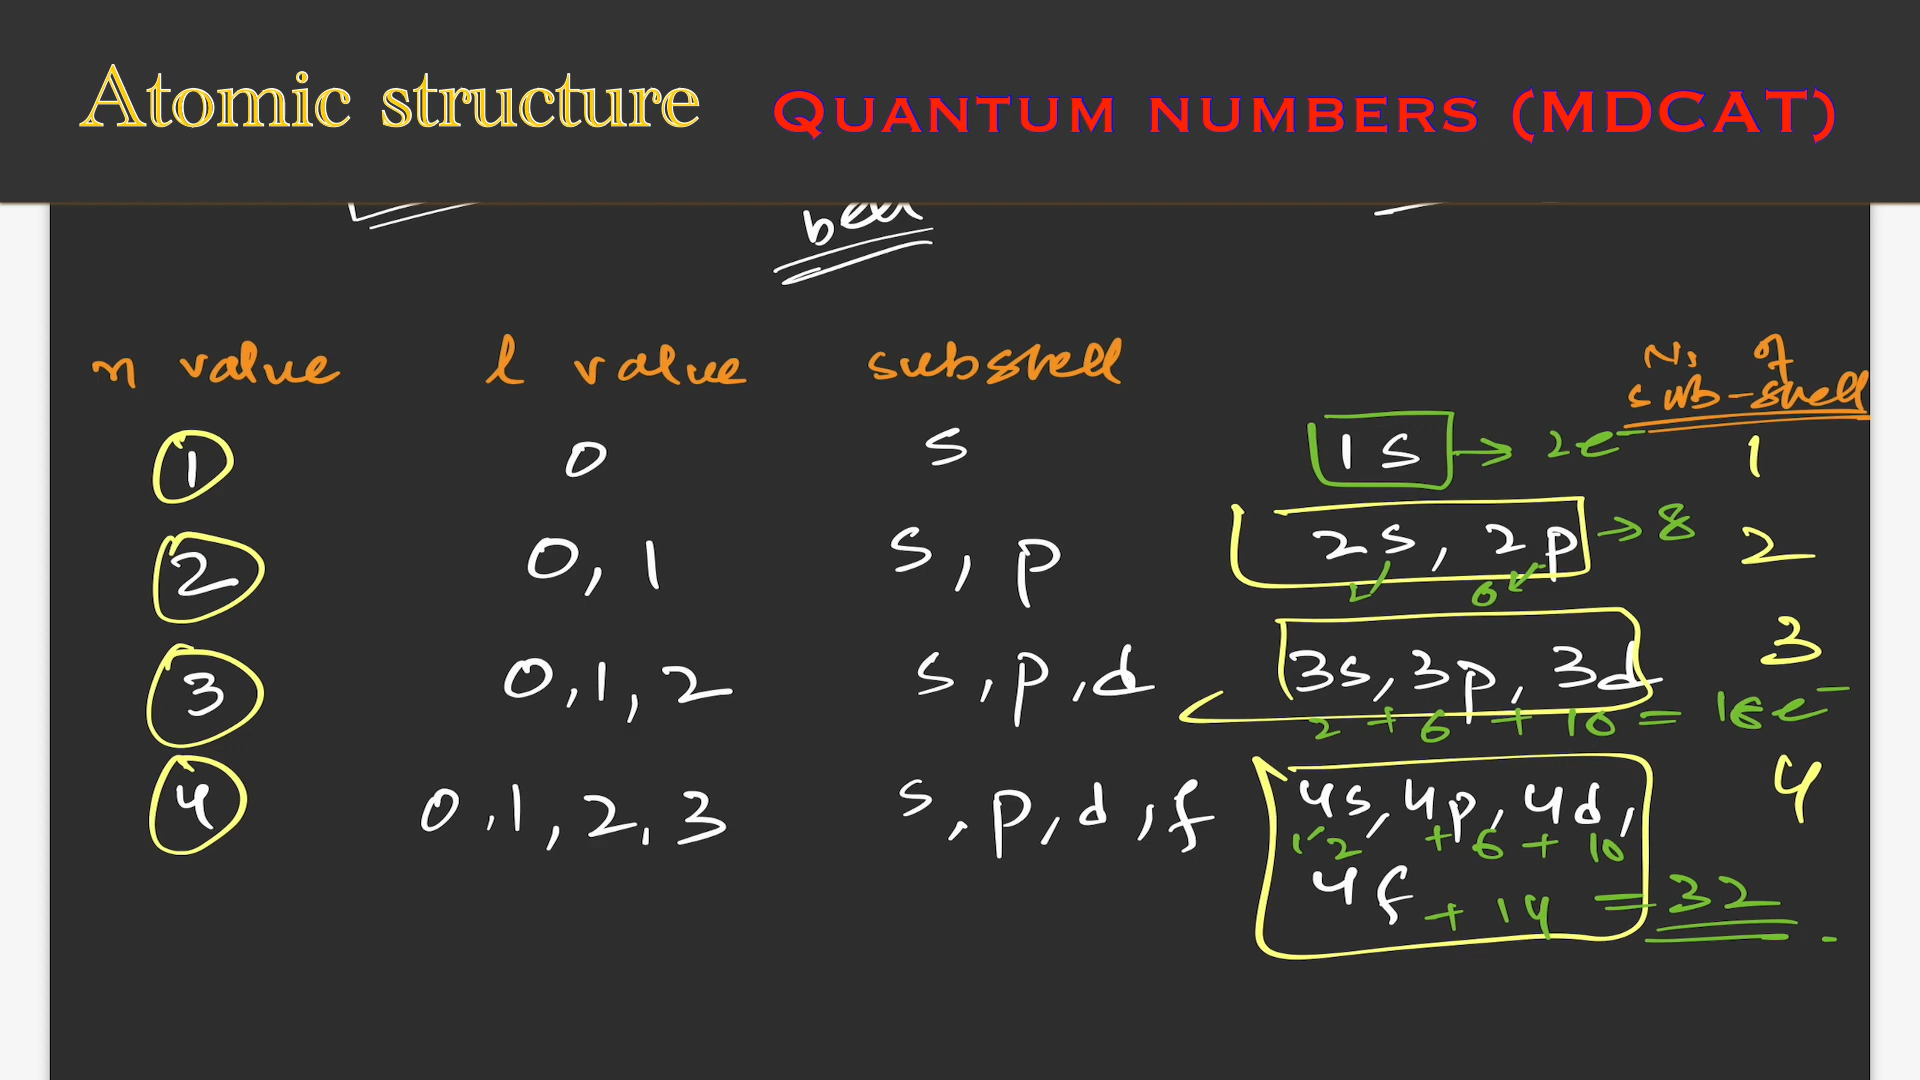 Atomic structure QUANTUM NUMBERS (MDCAT)
n value l value subshell No of
sub-shell
1 0 s 1s → 2e⁻ 1
2 0, 1 s, p 2s, 2p → 8 2
2 6
3 0,1,2 s,p,d 3s,3p,3d 3
2 + 6 + 10 = 18e⁻
4 0,1,2,3 s,p,d,f 4s,4p,4d, 4
2 + 6 + 10
4f + 14 = 32